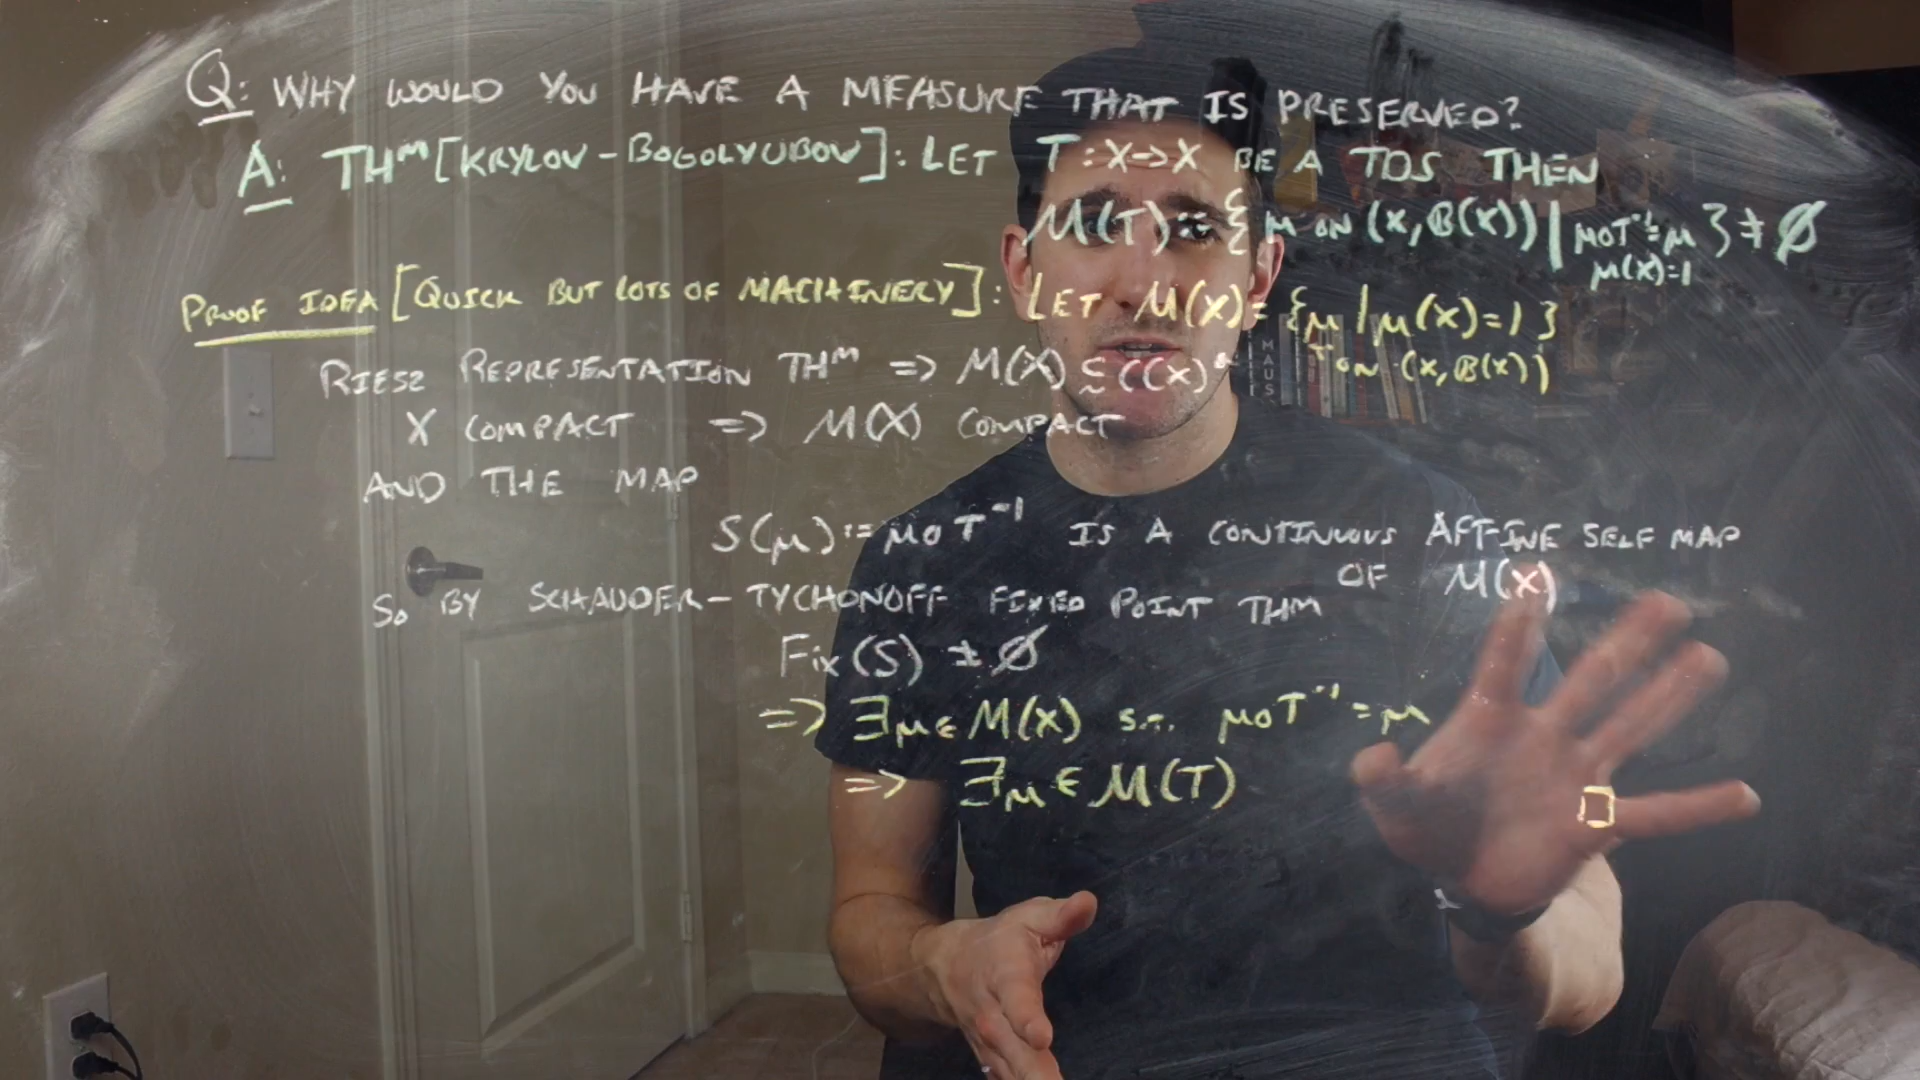 Q: WHY WOULD YOU HAVE A MEASURE THAT IS PRESERVED?
A: THᵐ [KRYLOV-BOGOLYUBOV]: LET T: X→X BE A TDS THEN
M(T) := { μ ON (X, B(X)) | μ∘T⁻¹=μ } ≠ ∅
μ(X)=1
PROOF IDEA [QUICK BUT LOTS OF MACHINERY]: LET M(X) = { μ | μ(X)=1 }
ON (X, B(X))
RIESZ REPRESENTATION THᵐ => M(X) ⊆ C(X)*
X COMPACT => M(X) COMPACT
AND THE MAP
S(μ) := μ∘T⁻¹ IS A CONTINUOUS AFFINE SELF MAP
OF M(X)
SO BY SCHAUDER-TYCHONOFF FIXED POINT THM
Fix(S) ≠ ∅
=> ∃μ∈M(X) S.T. μ∘T⁻¹=μ
=> ∃μ∈M(T)
□
MAUS